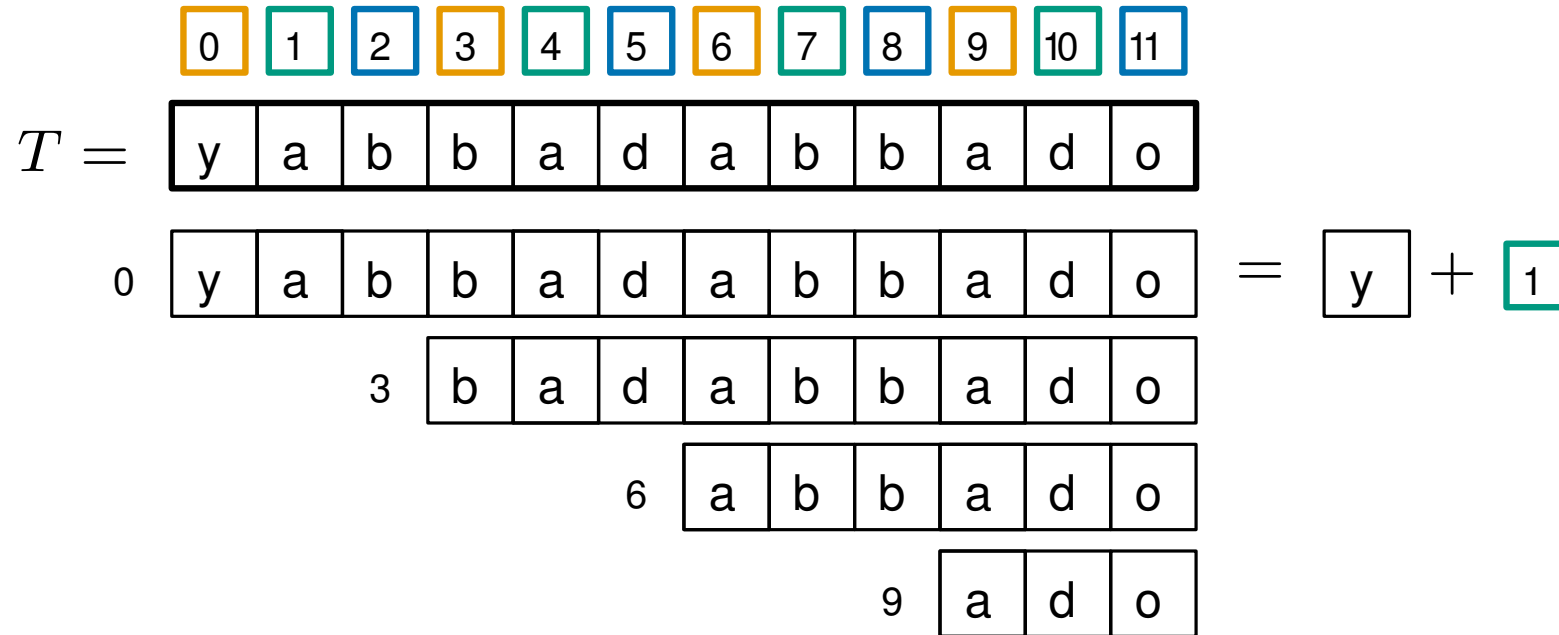 0 1 2 3 4 5 6 7 8 9 10 11
T = y a b b a d a b b a d o
0 y a b b a d a b b a d o = y + 1
3 b a d a b b a d o
6 a b b a d o
9 a d o